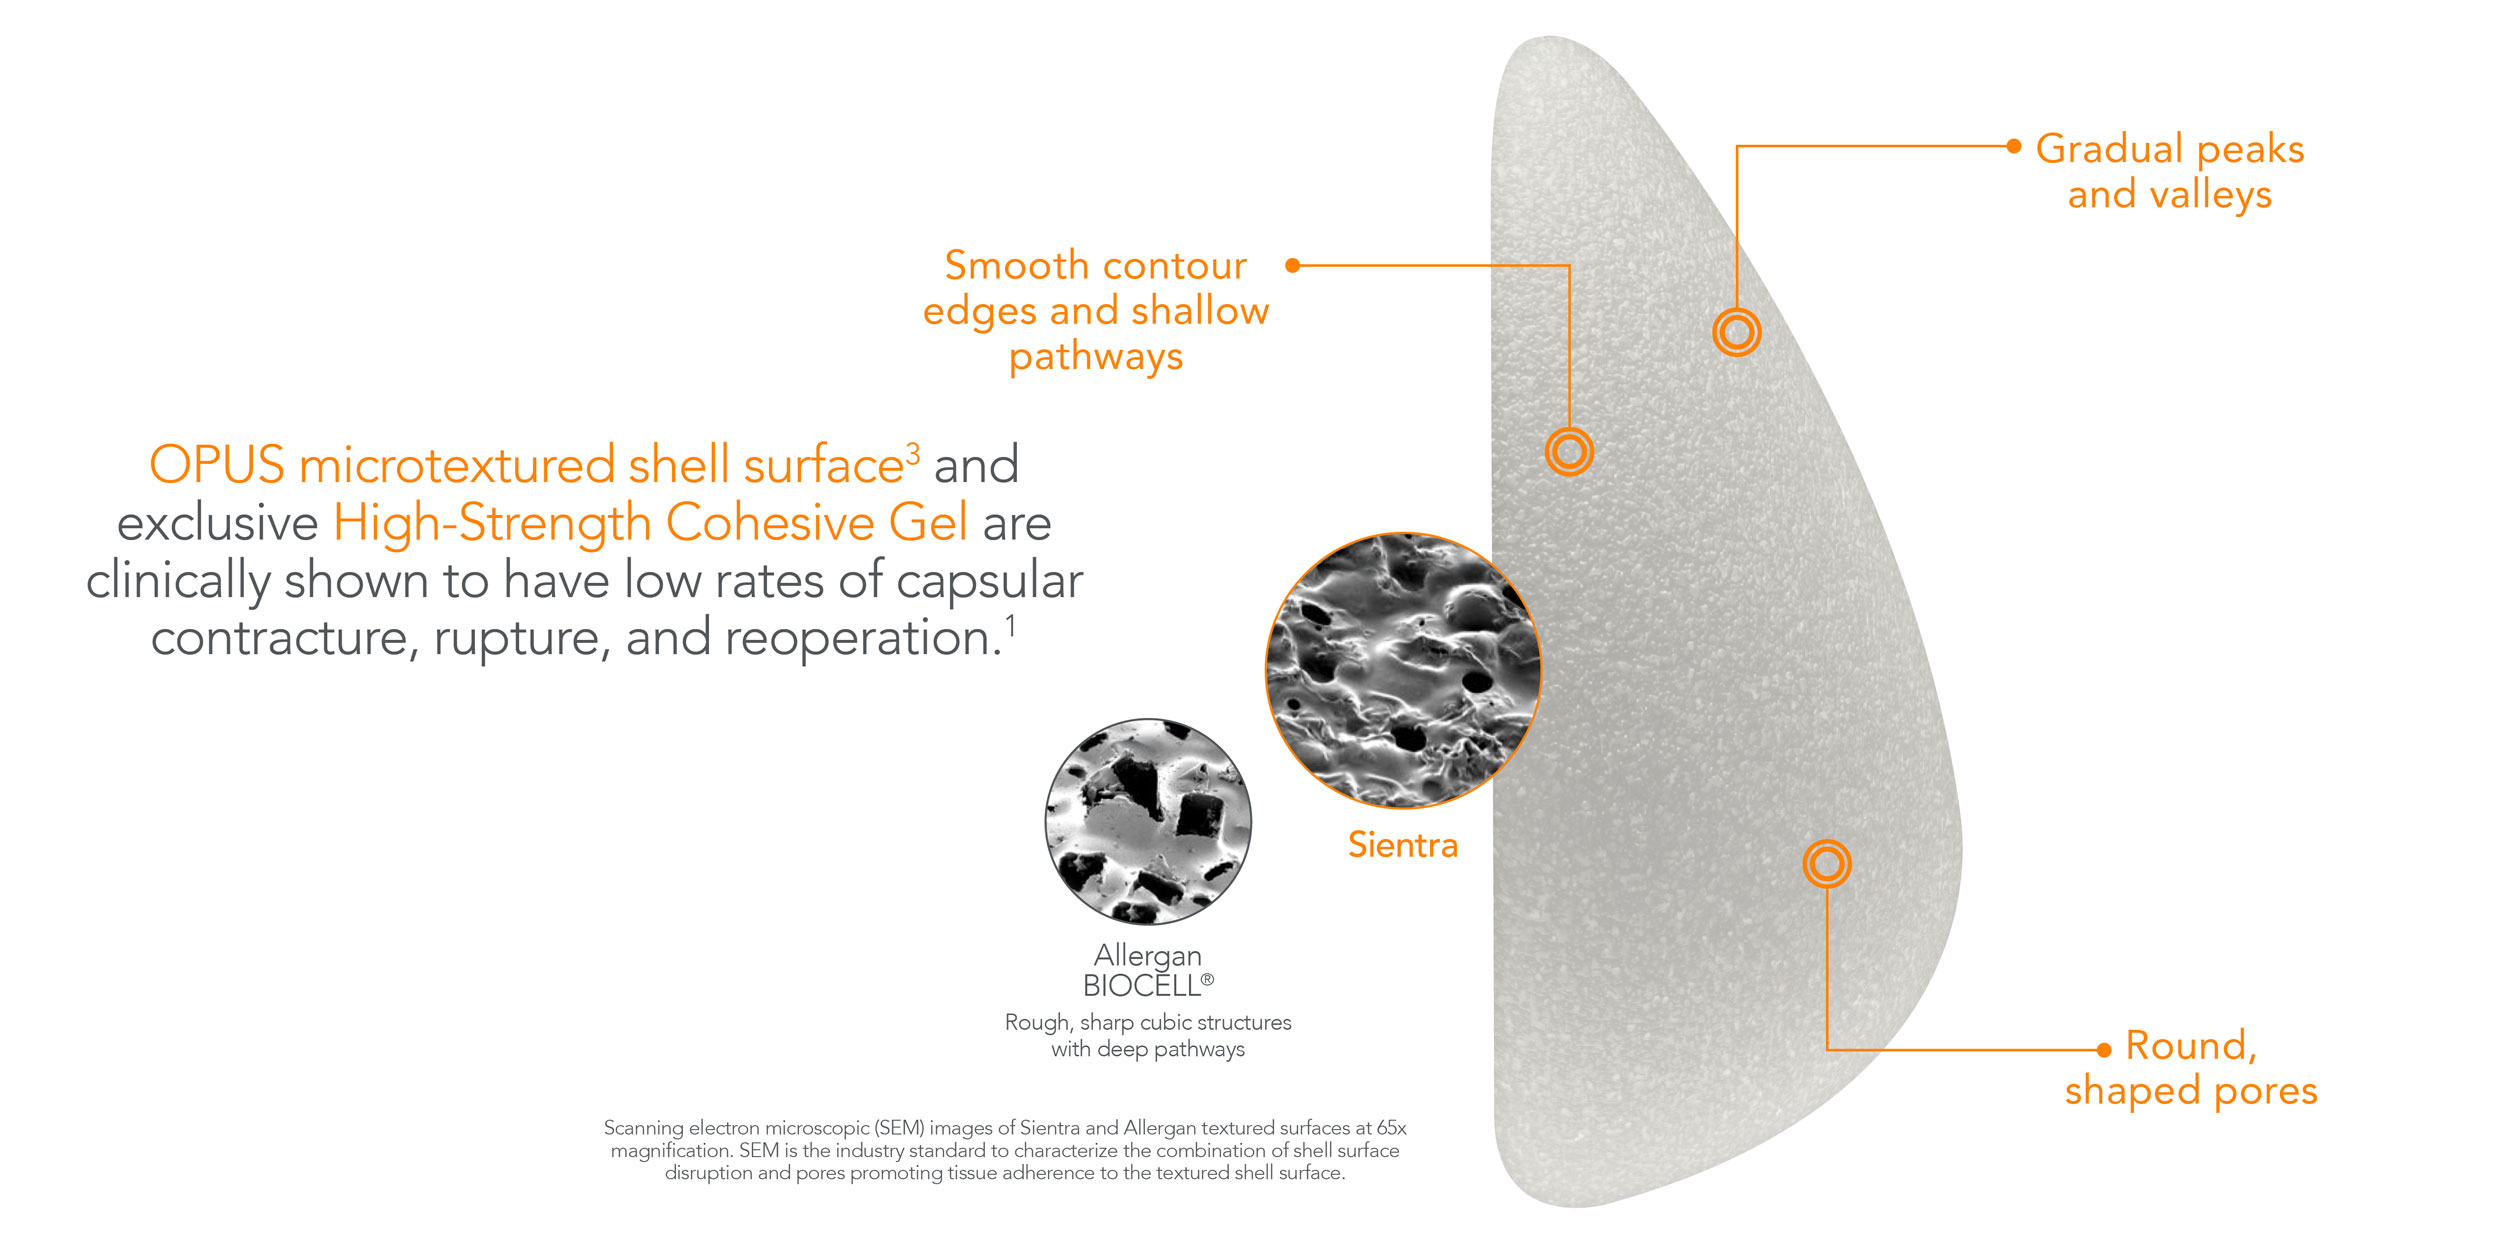 Gradual peaks
and valleys
Smooth contour
edges and shallow
pathways
OPUS microtextured shell surface³ and
exclusive High-Strength Cohesive Gel are
clinically shown to have low rates of capsular
contracture, rupture, and reoperation.¹
Sientra
Allergan
BIOCELL®
Rough, sharp cubic structures
with deep pathways
Round,
shaped pores
Scanning electron microscopic (SEM) images of Sientra and Allergan textured surfaces at 65x
magnification. SEM is the industry standard to characterize the combination of shell surface
disruption and pores promoting tissue adherence to the textured shell surface.